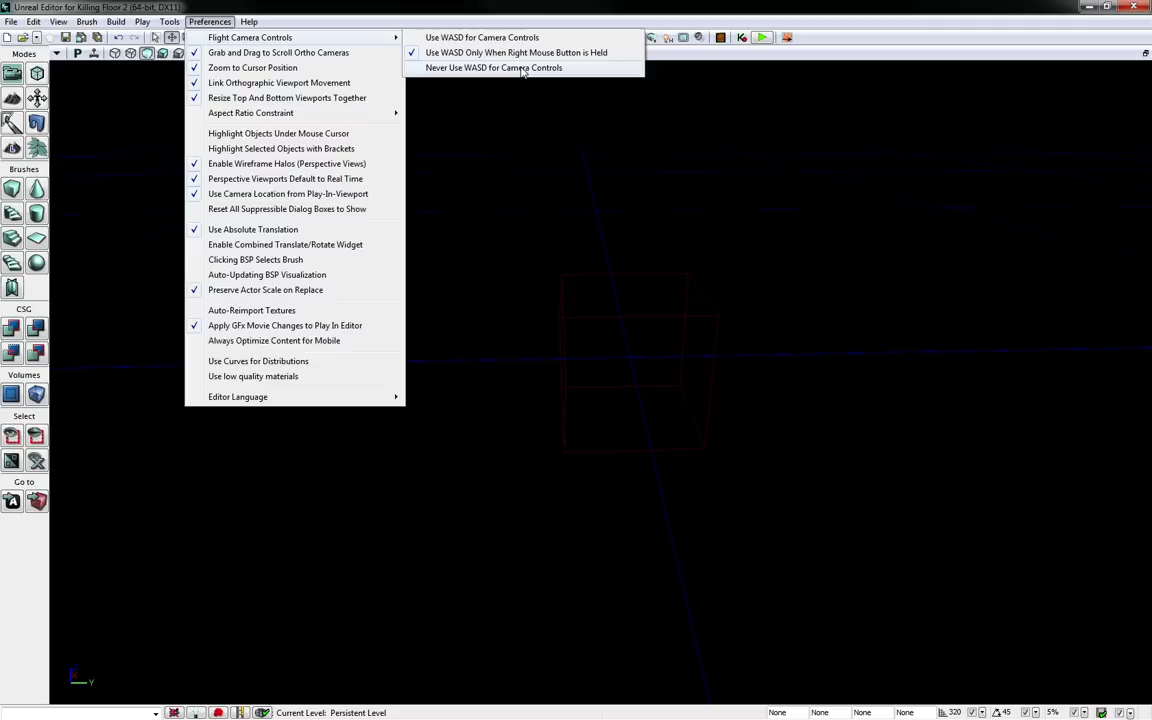 Unreal Editor for Killing Floor 2 (64-bit, DX11)
File Edit View Brush Build Play Tools Preferences Help
Modes
Flight Camera Controls
Grab and Drag to Scroll Ortho Cameras
Zoom to Cursor Position
Link Orthographic Viewport Movement
Resize Top And Bottom Viewports Together
Aspect Ratio Constraint
Highlight Objects Under Mouse Cursor
Highlight Selected Objects with Brackets
Enable Wireframe Halos (Perspective Views)
Perspective Viewports Default to Real Time
Use Camera Location from Play-In-Viewport
Reset All Suppressible Dialog Boxes to Show
Use Absolute Translation
Enable Combined Translate/Rotate Widget
Clicking BSP Selects Brush
Auto-Updating BSP Visualization
Preserve Actor Scale on Replace
Auto-Reimport Textures
Apply GFx Movie Changes to Play In Editor
Always Optimize Content for Mobile
Use Curves for Distributions
Use low quality materials
Editor Language
Use WASD for Camera Controls
Use WASD Only When Right Mouse Button is Held
Never Use WASD for Camera Controls
P
Brushes
CSG
Volumes
Select
Go to
Y
Current Level: Persistent Level
None None None None 320 45 5%